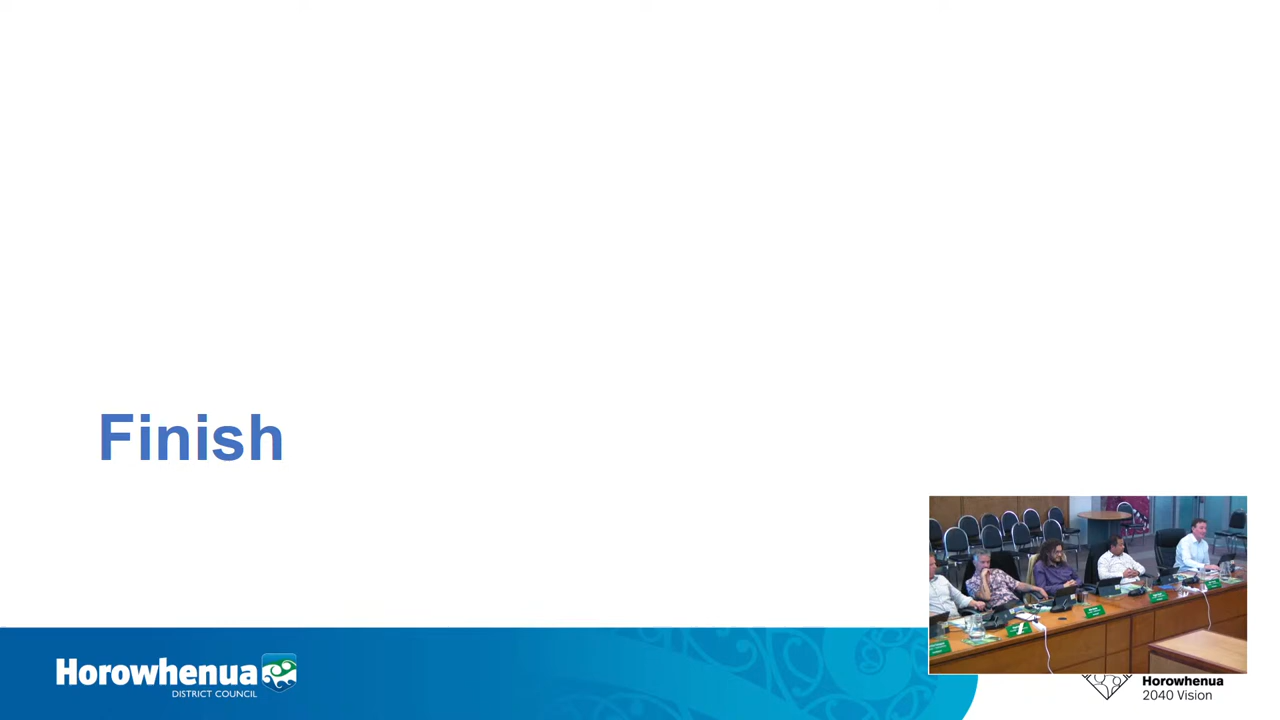 Finish
Horowhenua
DISTRICT COUNCIL
Horowhenua
2040 Vision